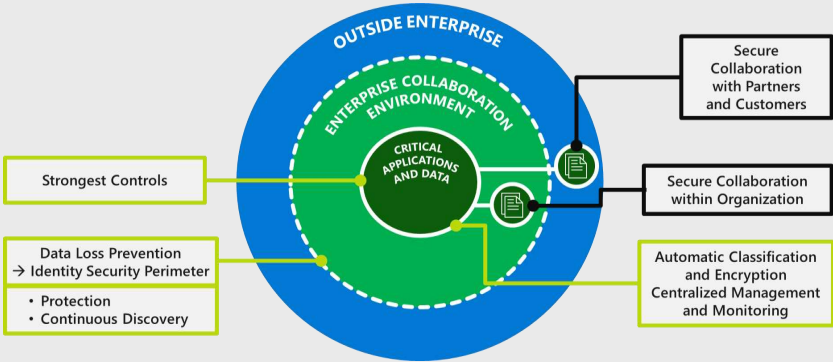 OUTSIDE ENTERPRISE
ENTERPRISE COLLABORATION
ENVIRONMENT
CRITICAL
APPLICATIONS
AND DATA
Strongest Controls
Data Loss Prevention
→ Identity Security Perimeter
• Protection
• Continuous Discovery
Secure
Collaboration
with Partners
and Customers
Secure Collaboration
within Organization
Automatic Classification
and Encryption
Centralized Management
and Monitoring